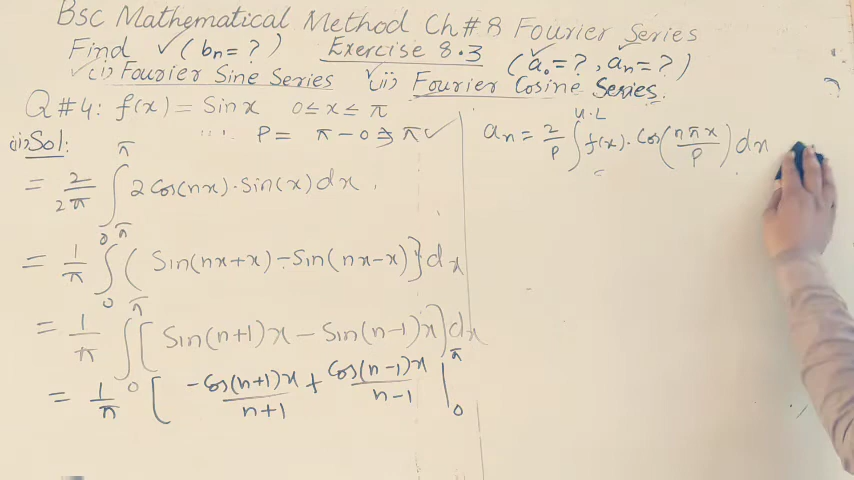 Bsc Mathematical Method Ch#8 Fourier Series
Find ✓(bn=?) Exercise 8.3 (a₀=?, an=?)
✓(i) Fourier Sine Series ✓(ii) Fourier Cosine Series.
Q#4: f(x) = Sinx 0≤x≤π
∵ P = π-0 ⇒ π ✓
(ii) Sol:
= 2/2π ∫₀^π 2Cos(nx)·Sin(x)dx.
= 1/π ∫₀^π (Sin(nx+x) - Sin(nx-x)}dx
= 1/π ∫₀^π [Sin(n+1)x - Sin(n-1)x]dx
= 1/π [ -Cos(n+1)x/n+1 + Cos(n-1)x/n-1 |₀^π
an = 2/P ∫^U.L f(x)·Cos(nπx/P)dx